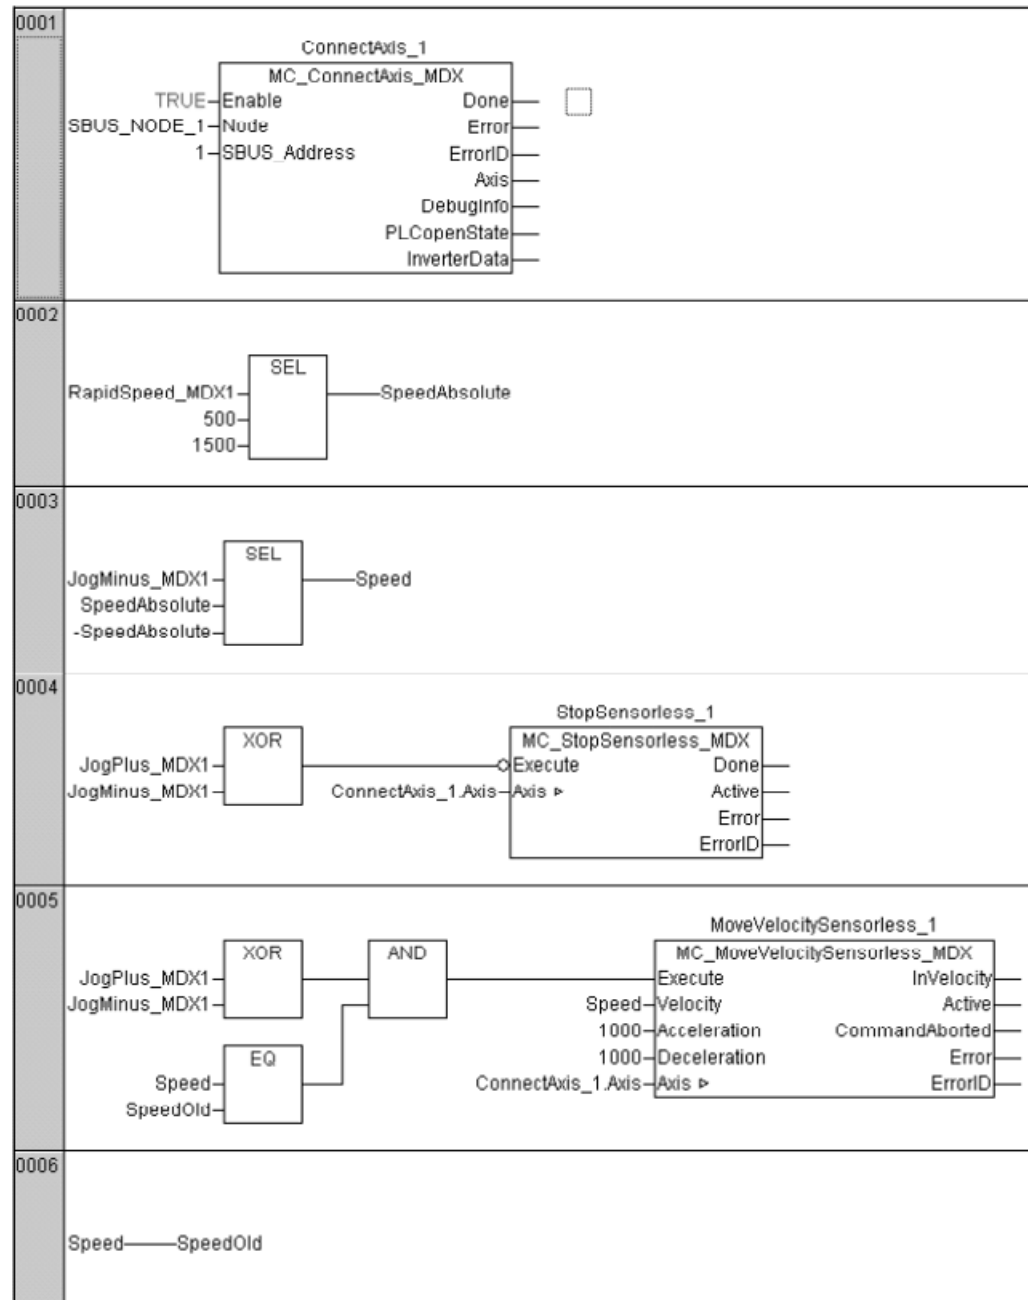 0001
ConnectAxis_1
MC_ConnectAxis_MDX
TRUE Enable Done
SBUS_NODE_1 Node Error
1 SBUS_Address ErrorID
Axis
DebugInfo
PLCopenState
InverterData
0002
SEL
RapidSpeed_MDX1 SpeedAbsolute
500
1500
0003
SEL
JogMinus_MDX1 Speed
SpeedAbsolute
-SpeedAbsolute
0004
StopSensorless_1
XOR MC_StopSensorless_MDX
JogPlus_MDX1 Execute Done
JogMinus_MDX1 ConnectAxis_1.Axis Axis Active
Error
ErrorID
0005
MoveVelocitySensorless_1
XOR AND MC_MoveVelocitySensorless_MDX
JogPlus_MDX1 Execute InVelocity
JogMinus_MDX1 Speed Velocity Active
1000 Acceleration CommandAborted
EQ 1000 Deceleration Error
Speed ConnectAxis_1.Axis Axis ErrorID
SpeedOld
0006
Speed SpeedOld